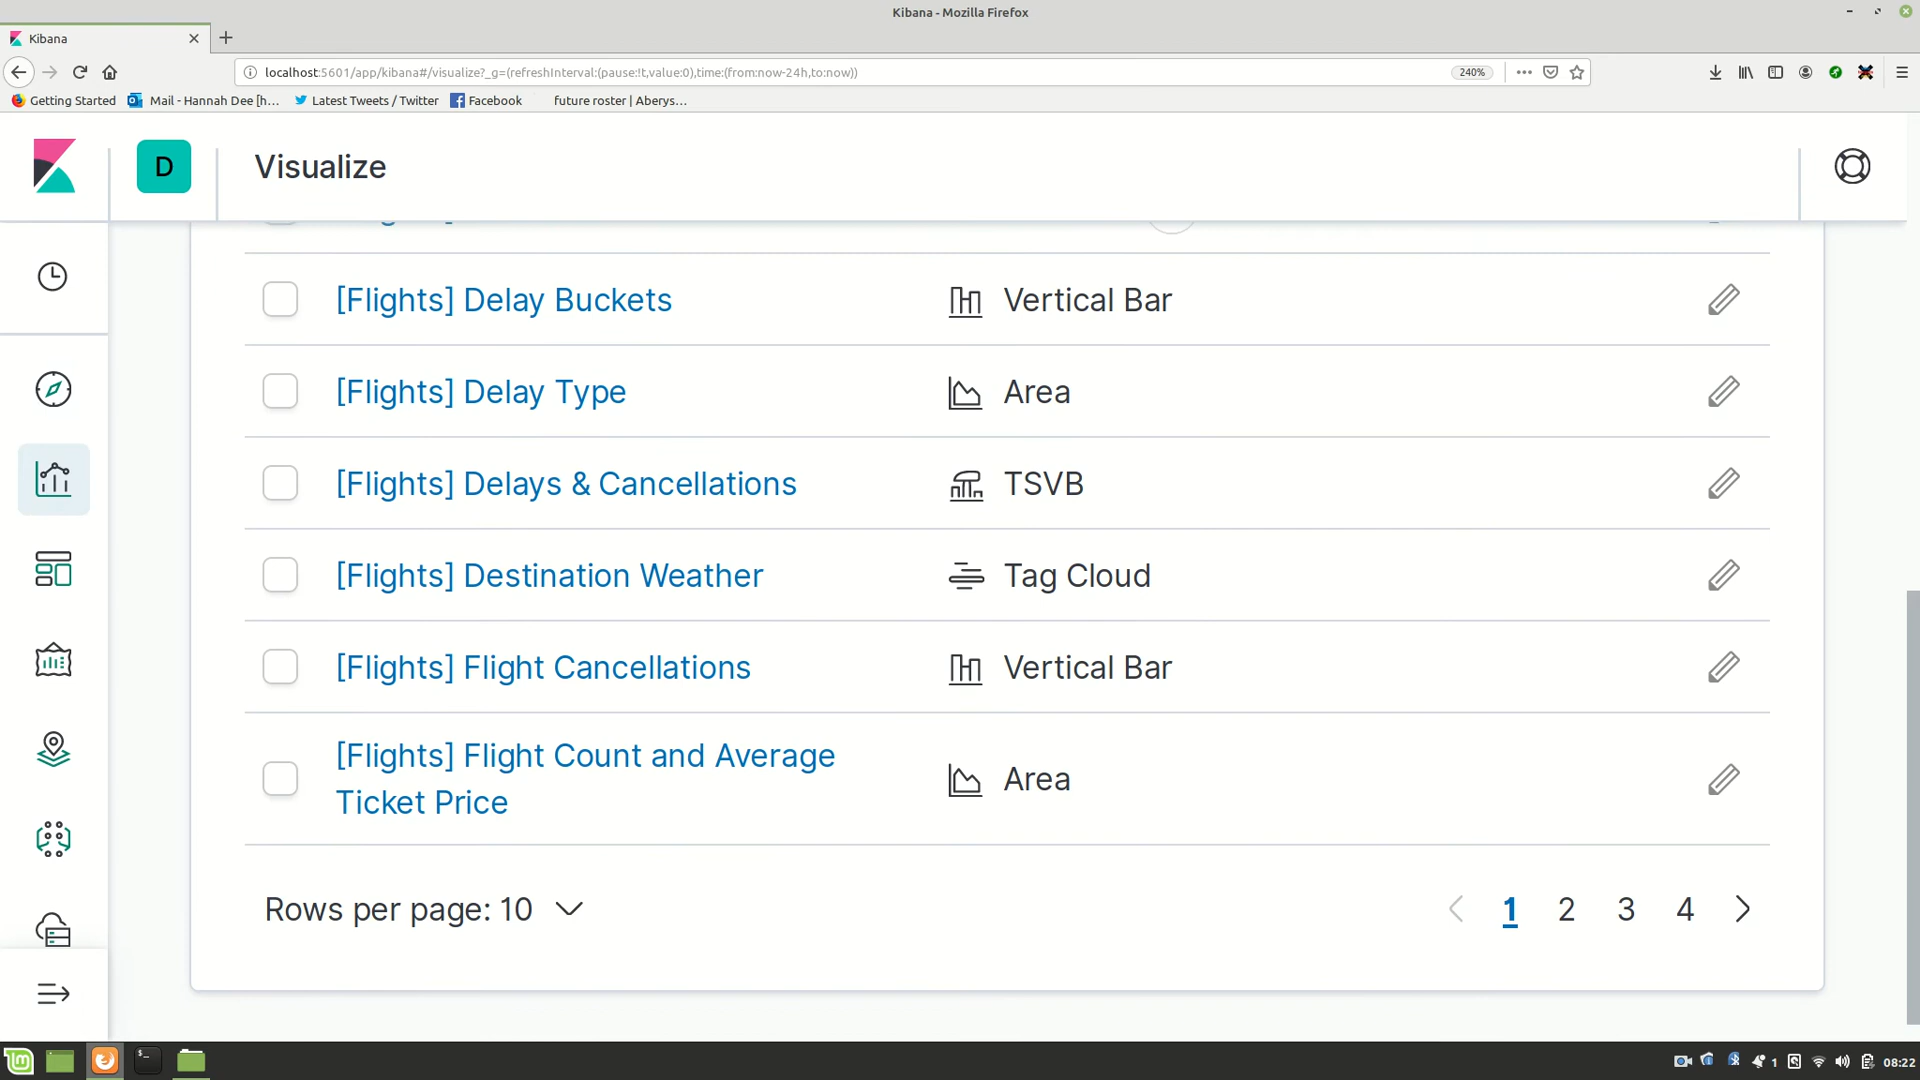 Kibana - Mozilla Firefox
Kibana
localhost:5601/app/kibana#/visualize?_g=(refreshInterval:(pause:!t,value:0),time:(from:now-24h,to:now))
240%
Getting Started
Mail - Hannah Dee [h...
Latest Tweets / Twitter
Facebook
future roster | Aberys...
D
Visualize
[Flights] Delay Buckets
Vertical Bar
[Flights] Delay Type
Area
[Flights] Delays & Cancellations
TSVB
[Flights] Destination Weather
Tag Cloud
[Flights] Flight Cancellations
Vertical Bar
[Flights] Flight Count and Average
Ticket Price
Area
Rows per page: 10
1 2 3 4
1
08:22